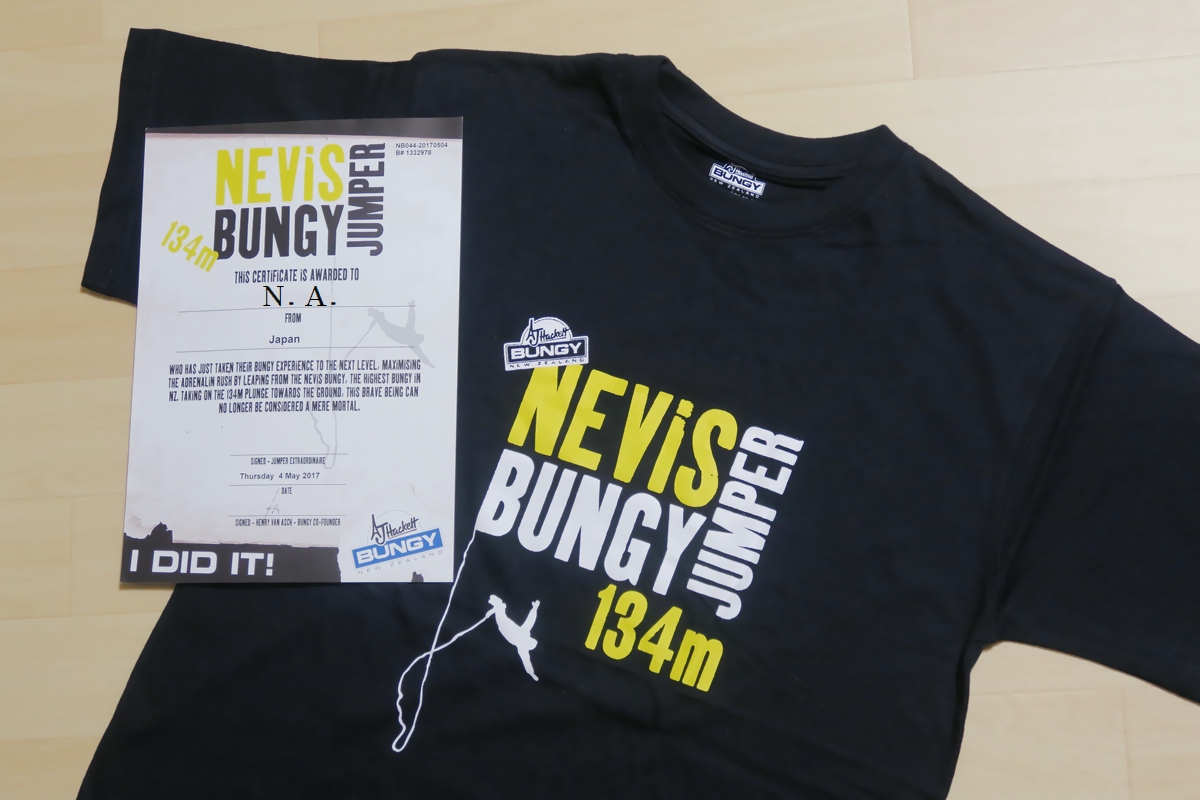 NB044-20170504
B# 1332978
NEViS
BUNGY
JUMPER
134m
THiS CERTiFiCATE iS AWARDED TO
N. A.
FROM
Japan
WHO HAS JUST TAKEN THEIR BUNGY EXPERIENCE TO THE NEXT LEVEL, MAXIMISING
THE ADRENALIN RUSH BY LEAPING FROM THE NEVIS BUNGY, THE HIGHEST BUNGY IN
NZ. TAKING ON THE 134M PLUNGE TOWARDS THE GROUND, THIS BRAVE BEING CAN
NO LONGER BE CONSIDERED A MERE MORTAL.
SIGNED - JUMPER EXTRAORDINAIRE
Thursday 4 May 2017
DATE
SIGNED - HENRY VAN ASCH - BUNGY CO-FOUNDER
I DID IT!
AJ Hackett
BUNGY
NEW ZEALAND
AJ Hackett
BUNGY
NEW ZEALAND
AJ Hackett
BUNGY
NEW ZEALAND
NEViS
BUNGY
JUMPER
134m